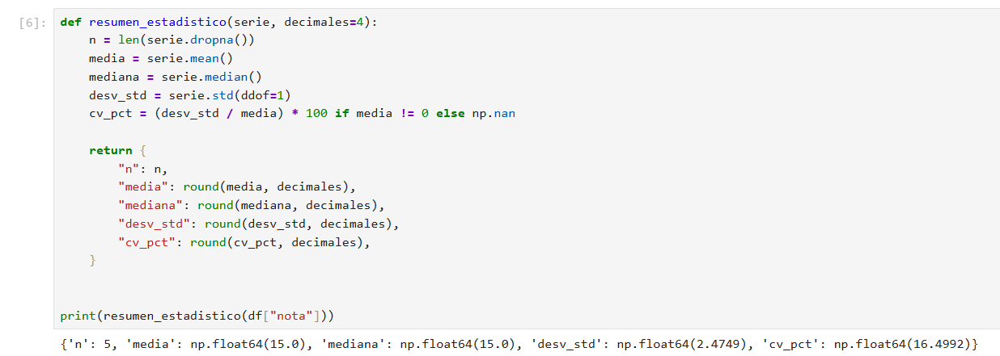 [6]: def resumen_estadistico(serie, decimales=4):
    n = len(serie.dropna())
    media = serie.mean()
    mediana = serie.median()
    desv_std = serie.std(ddof=1)
    cv_pct = (desv_std / media) * 100 if media != 0 else np.nan

    return {
        "n": n,
        "media": round(media, decimales),
        "mediana": round(mediana, decimales),
        "desv_std": round(desv_std, decimales),
        "cv_pct": round(cv_pct, decimales),
    }


print(resumen_estadistico(df["nota"]))
{'n': 5, 'media': np.float64(15.0), 'mediana': np.float64(15.0), 'desv_std': np.float64(2.4749), 'cv_pct': np.float64(16.4992)}